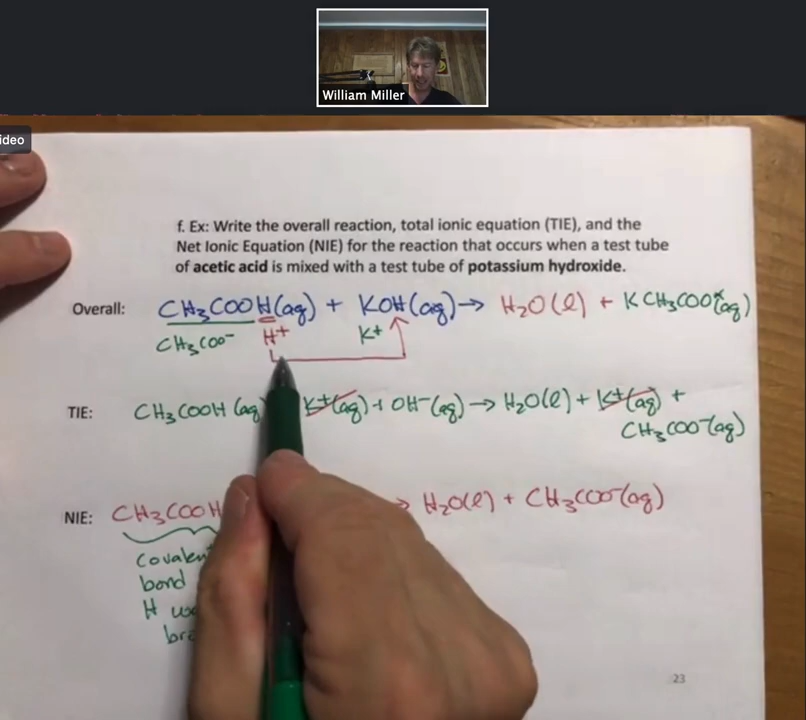 William Miller
ideo
f. Ex: Write the overall reaction, total ionic equation (TIE), and the
Net Ionic Equation (NIE) for the reaction that occurs when a test tube
of acetic acid is mixed with a test tube of potassium hydroxide.
Overall: CH₃COOH(aq) + KOH(aq) → H₂O(l) + KCH₃COO(aq)
CH₃COO⁻ H⁺ K⁺
TIE: CH₃COOH (aq) K⁺(aq) + OH⁻(aq) → H₂O(l) + K⁺(aq) +
CH₃COO⁻(aq)
NIE: CH₃COOH → H₂O(l) + CH₃COO⁻(aq)
covalen
bond
H
23